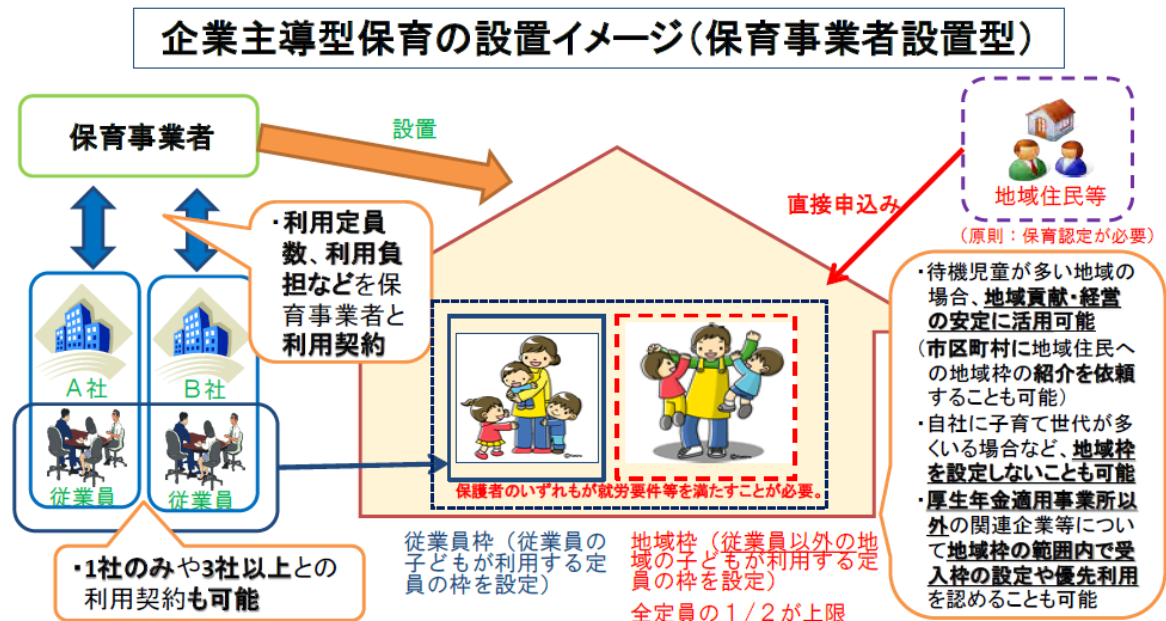 企業主導型保育の設置イメージ（保育事業者設置型）
保育事業者
設置
・利用定員
数、利用負
担などを保
育事業者と
利用契約
A社
B社
従業員
従業員
・1社のみや3社以上との
利用契約も可能
直接申込み
地域住民等
（原則：保育認定が必要）
保護者のいずれもが就労要件等を満たすことが必要。
従業員枠（従業員の
子どもが利用する定
員の枠を設定）
地域枠（従業員以外の地
域の子どもが利用する定
員の枠を設定）
全定員の１/２が上限
・待機児童が多い地域の
場合、地域貢献・経営
の安定に活用可能
（市区町村に地域住民へ
の地域枠の紹介を依頼
することも可能）
・自社に子育て世代が多
くいる場合など、地域枠
を設定しないことも可能
・厚生年金適用事業所以
外の関連企業等につい
て地域枠の範囲内で受
入枠の設定や優先利用
を認めることも可能